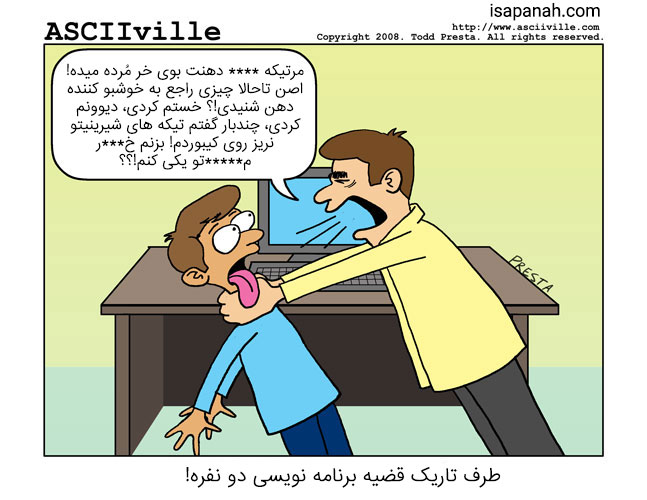 isapanah.com
ASCIIville
http://www.asciiville.com
Copyright 2008. Todd Presta. All rights reserved.
مرتیکه **** دهنت بوی خر مُرده میده!
اصن تاحالا چیزی راجع به خوشبو کننده
دهن شنیدی!؟ خستم کردی، دیوونم
کردی، چندبار گفتم تیکه های شیرینیتو
نریز روی کیبوردم! بزنم خ***ر
م*****تو یکی کنم!؟؟
PRESTA
طرف تاریک قضیه برنامه نویسی دو نفره!